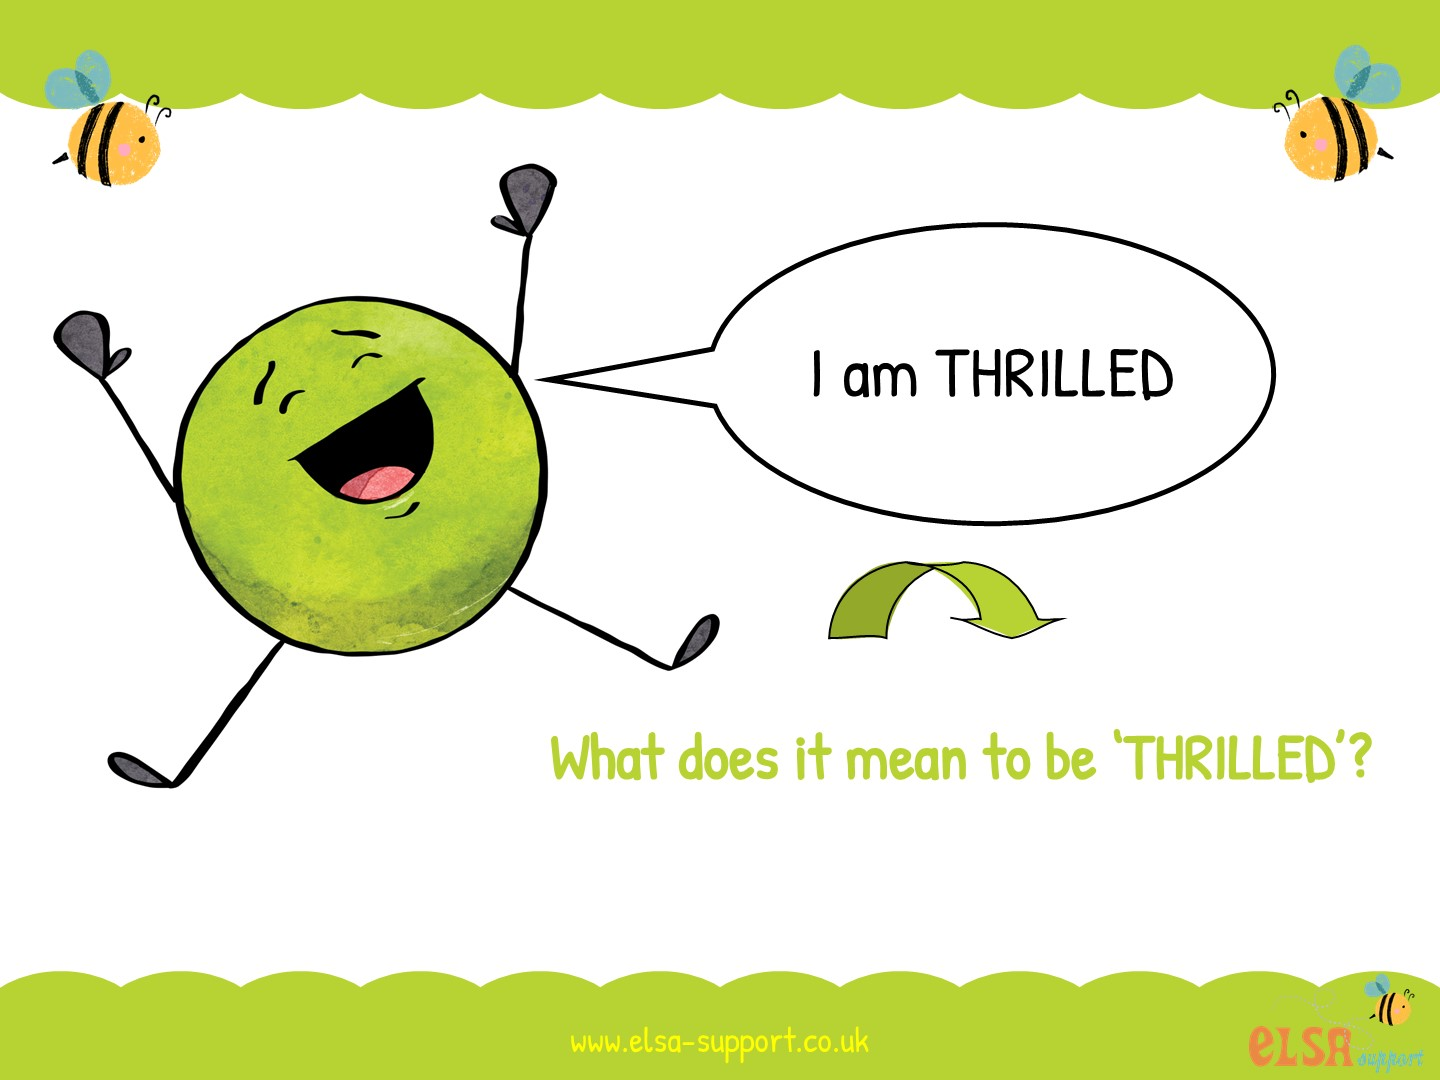 I am THRILLED
What does it mean to be ‘THRILLED’?
www.elsa-support.co.uk
ELSA
support